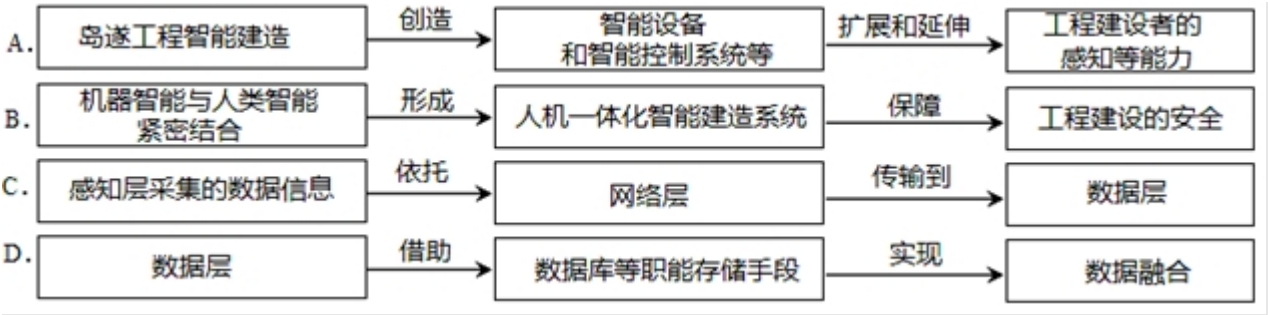 A. 岛遂工程智能建造 创造 智能设备 和智能控制系统等 扩展和延伸 工程建设者的 感知等能力
B. 机器智能与人类智能 紧密结合 形成 人机一体化智能建造系统 保障 工程建设的安全
C. 感知层采集的数据信息 依托 网络层 传输到 数据层
D. 数据层 借助 数据库等职能存储手段 实现 数据融合